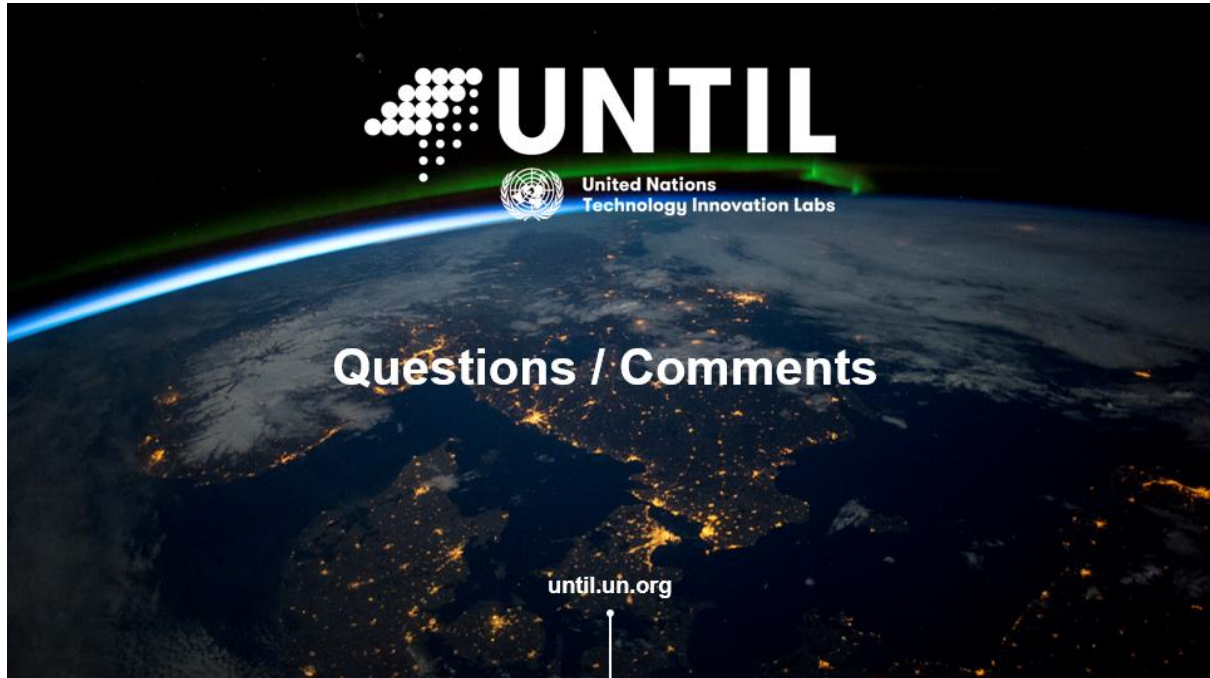 UNTIL
United Nations
Technology Innovation Labs
Questions / Comments
until.un.org